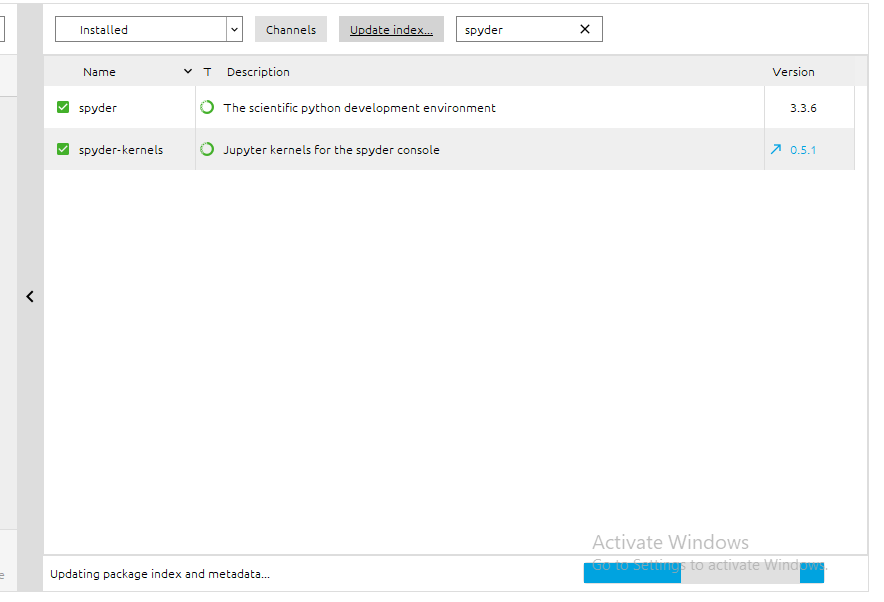 Installed Channels Update index... spyder
Name T Description Version
spyder The scientific python development environment 3.3.6
spyder-kernels Jupyter kernels for the spyder console 0.5.1
Activate Windows
Go to Settings to activate Windows.
Updating package index and metadata...
e